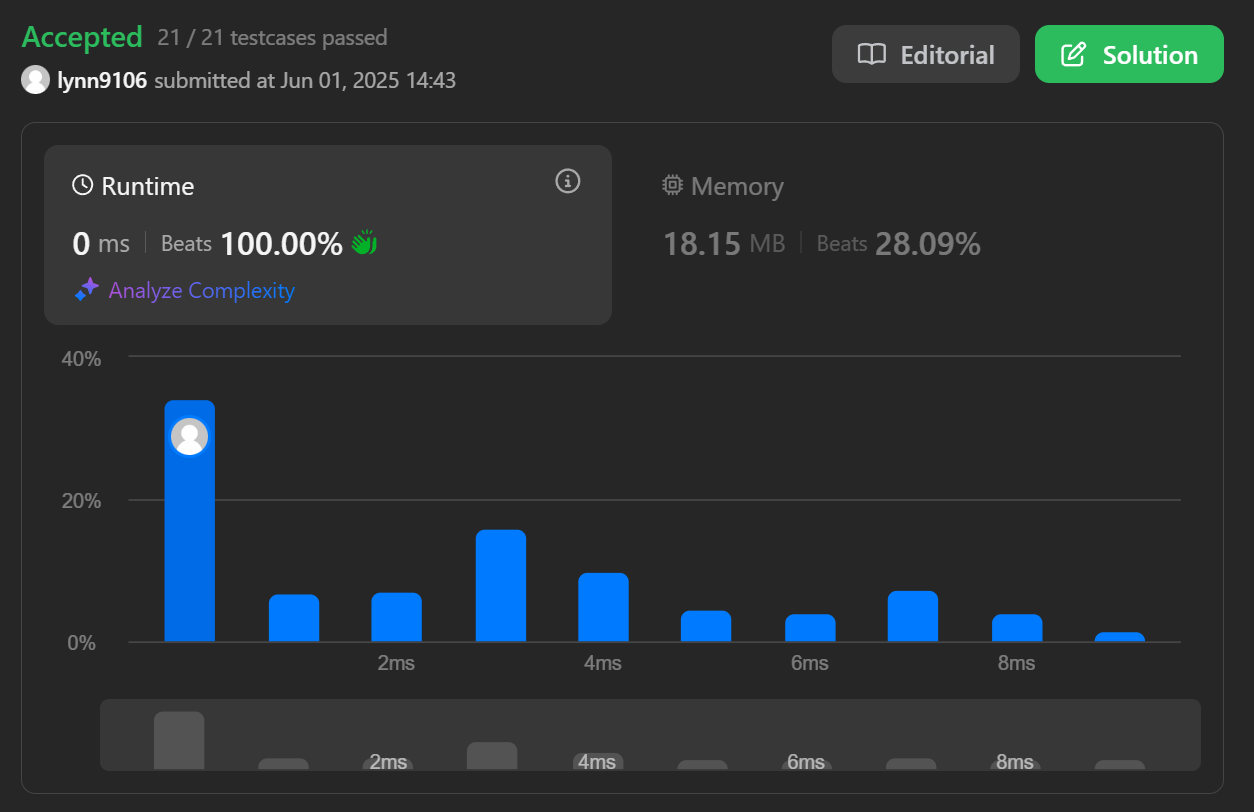 Accepted 21 / 21 testcases passed
Editorial
Solution
lynn9106 submitted at Jun 01, 2025 14:43
Runtime
0 ms Beats 100.00%
Analyze Complexity
Memory
18.15 MB Beats 28.09%
40%
20%
0%
2ms 4ms 6ms 8ms
2ms 4ms 6ms 8ms